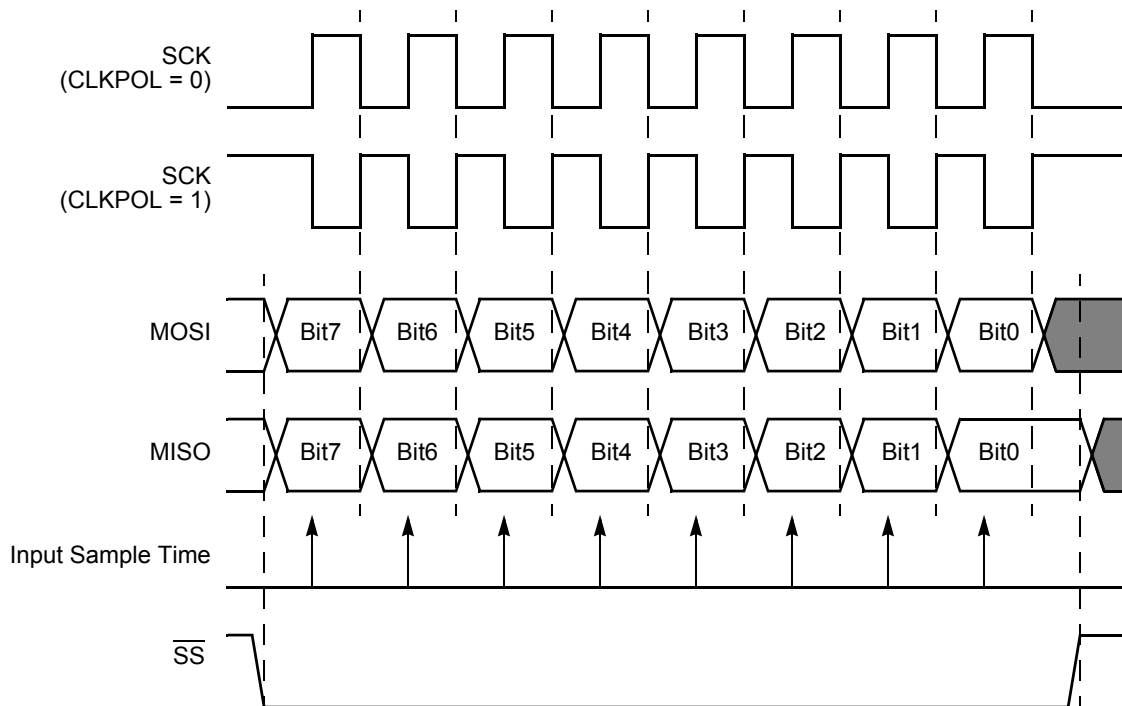 SCK
(CLKPOL = 0)
SCK
(CLKPOL = 1)
MOSI
Bit7 Bit6 Bit5 Bit4 Bit3 Bit2 Bit1 Bit0
MISO
Bit7 Bit6 Bit5 Bit4 Bit3 Bit2 Bit1 Bit0
Input Sample Time
S̅S̅